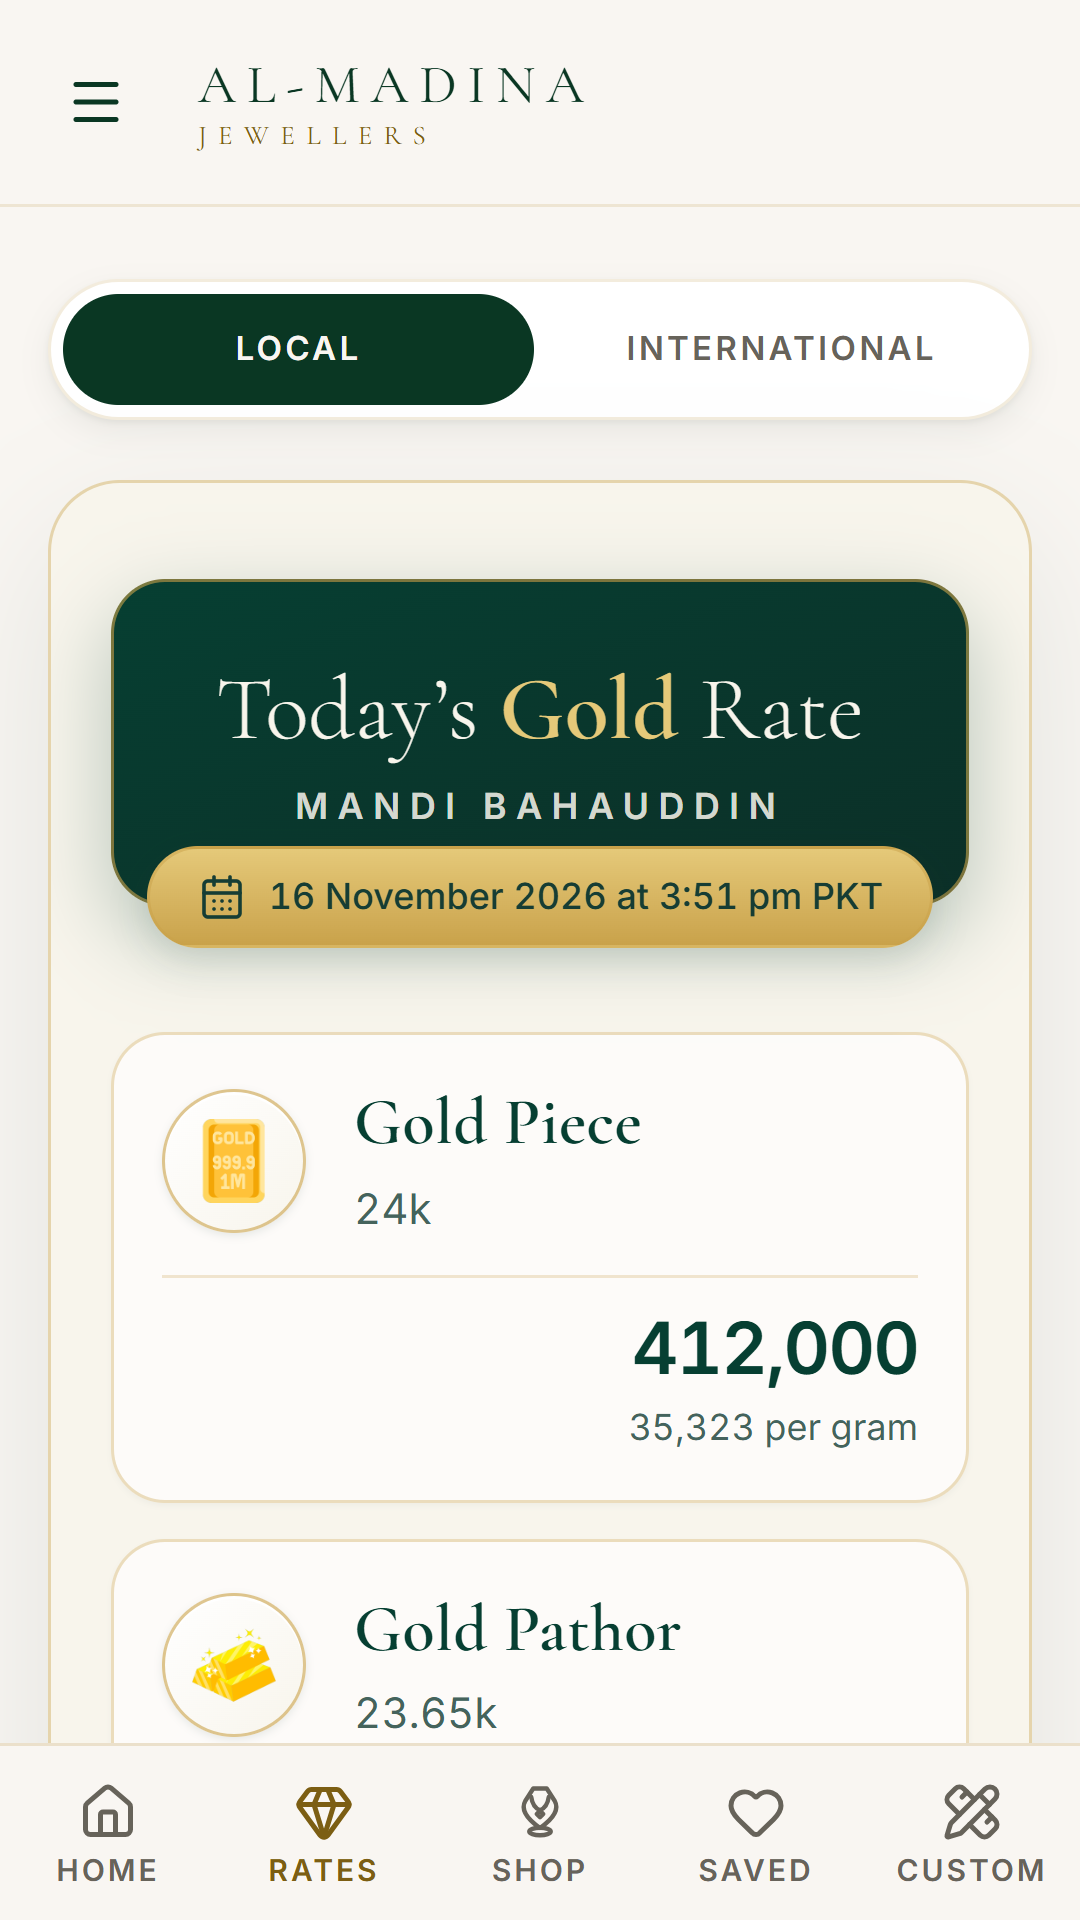 AL-MADINA
JEWELLERS
LOCAL
INTERNATIONAL
Today’s Gold Rate
MANDI BAHAUDDIN
16 November 2026 at 3:51 pm PKT
GOLD
999.9
1M
Gold Piece
24k
412,000
35,323 per gram
Gold Pathor
23.65k
HOME
RATES
SHOP
SAVED
CUSTOM